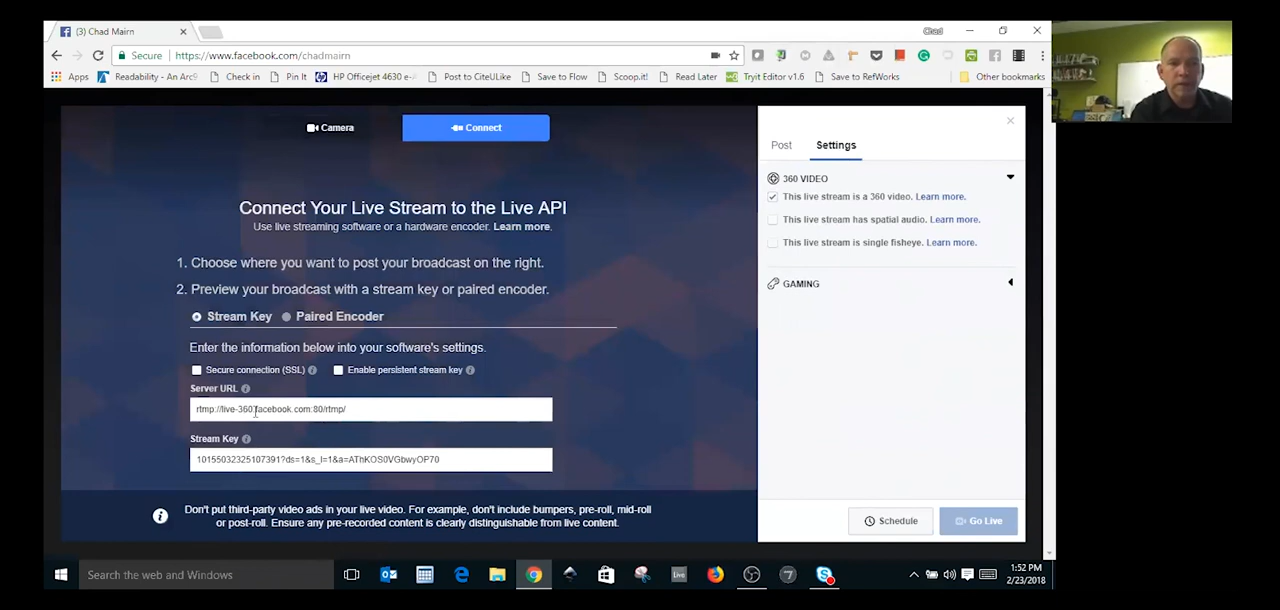 (3) Chad Mairn
Chad
Secure https://www.facebook.com/chadmairn
Apps Readability - An Arc9 Check in Pin It HP Officejet 4630 e- Post to CiteULike Save to Flow Scoop.it! Read Later Tryit Editor v1.6 Save to RefWorks Other bookmarks
Camera Connect
Post Settings
360 VIDEO
This live stream is a 360 video. Learn more.
This live stream has spatial audio. Learn more.
This live stream is single fisheye. Learn more.
GAMING
Connect Your Live Stream to the Live API
Use live streaming software or a hardware encoder. Learn more.
1. Choose where you want to post your broadcast on the right.
2. Preview your broadcast with a stream key or paired encoder.
Stream Key Paired Encoder
Enter the information below into your software's settings.
Secure connection (SSL) Enable persistent stream key
Server URL
rtmp://live-360.facebook.com:80/rtmp/
Stream Key
10155032325107391?ds=1&s_l=1&a=AThKOS0VGbwyOP70
Don't put third-party video ads in your live video. For example, don't include bumpers, pre-roll, mid-roll
or post-roll. Ensure any pre-recorded content is clearly distinguishable from live content.
Schedule Go Live
Search the web and Windows
Live
1:52 PM
2/23/2018